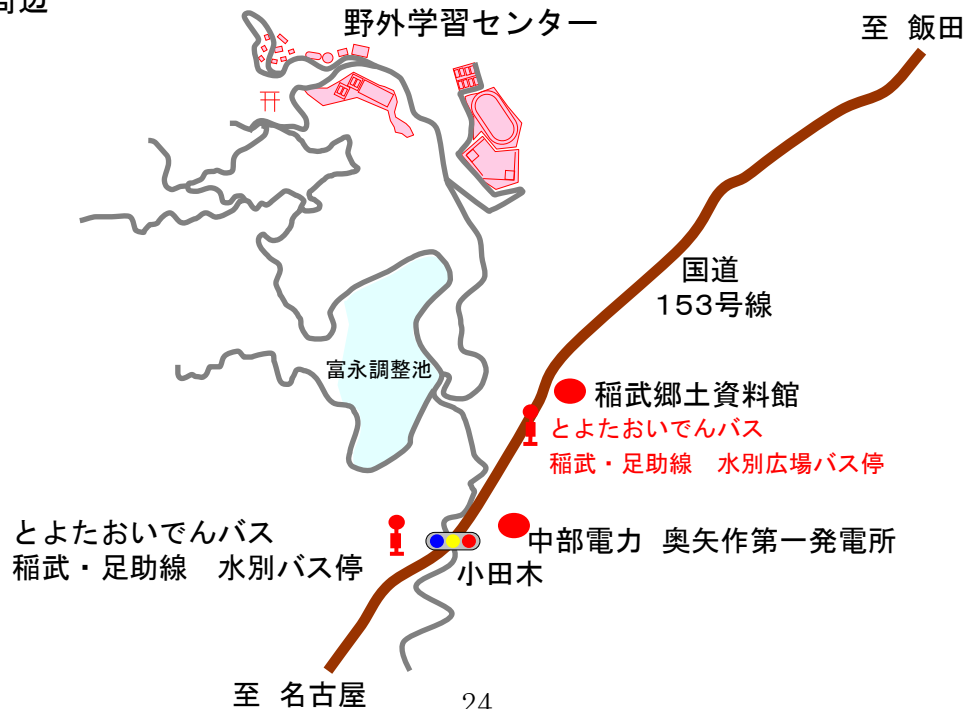 周辺
野外学習センター
至 飯田
国道
153号線
富永調整池
稲武郷土資料館
とよたおいでんバス
稲武・足助線 水別広場バス停
とよたおいでんバス
稲武・足助線 水別バス停
中部電力 奥矢作第一発電所
小田木
至 名古屋
24